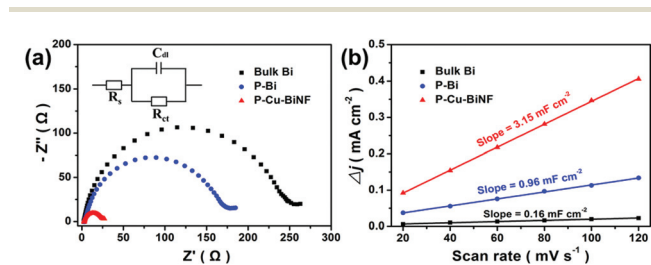 (a)
200
150
100
50
0
-Z'' ( Ω )
0 50 100 150 200 250 300
Z' ( Ω )
Cdl
Rs
Rct
Bulk Bi
P-Bi
P-Cu-BiNF
(b)
0.5
0.4
0.3
0.2
0.1
0.0
Δj ( mA cm⁻² )
20 40 60 80 100 120
Scan rate ( mV s⁻¹ )
Bulk Bi
P-Bi
P-Cu-BiNF
Slope = 3.15 mF cm⁻²
Slope = 0.96 mF cm⁻²
Slope = 0.16 mF cm⁻²